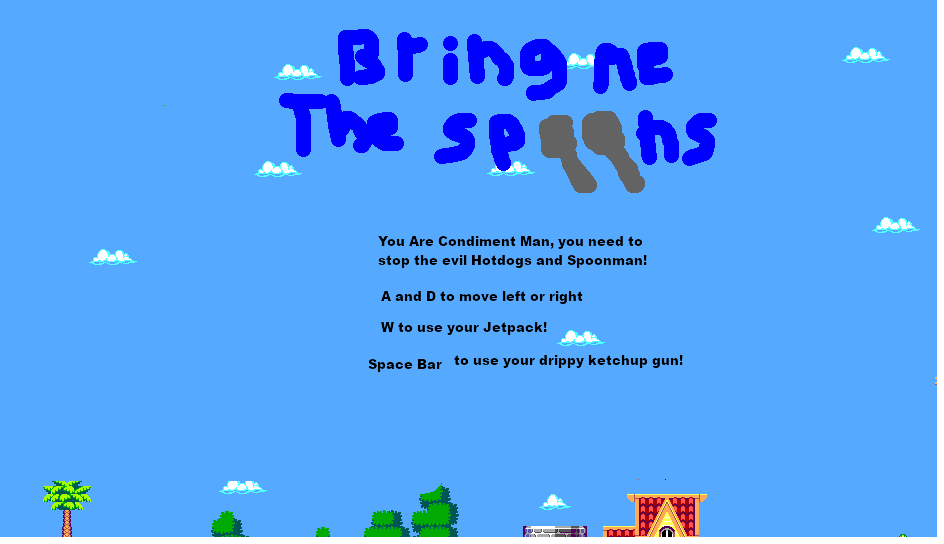 Bring me
The spoons
You Are Condiment Man, you need to
stop the evil Hotdogs and Spoonman!
A and D to move left or right
W to use your Jetpack!
Space Bar to use your drippy ketchup gun!